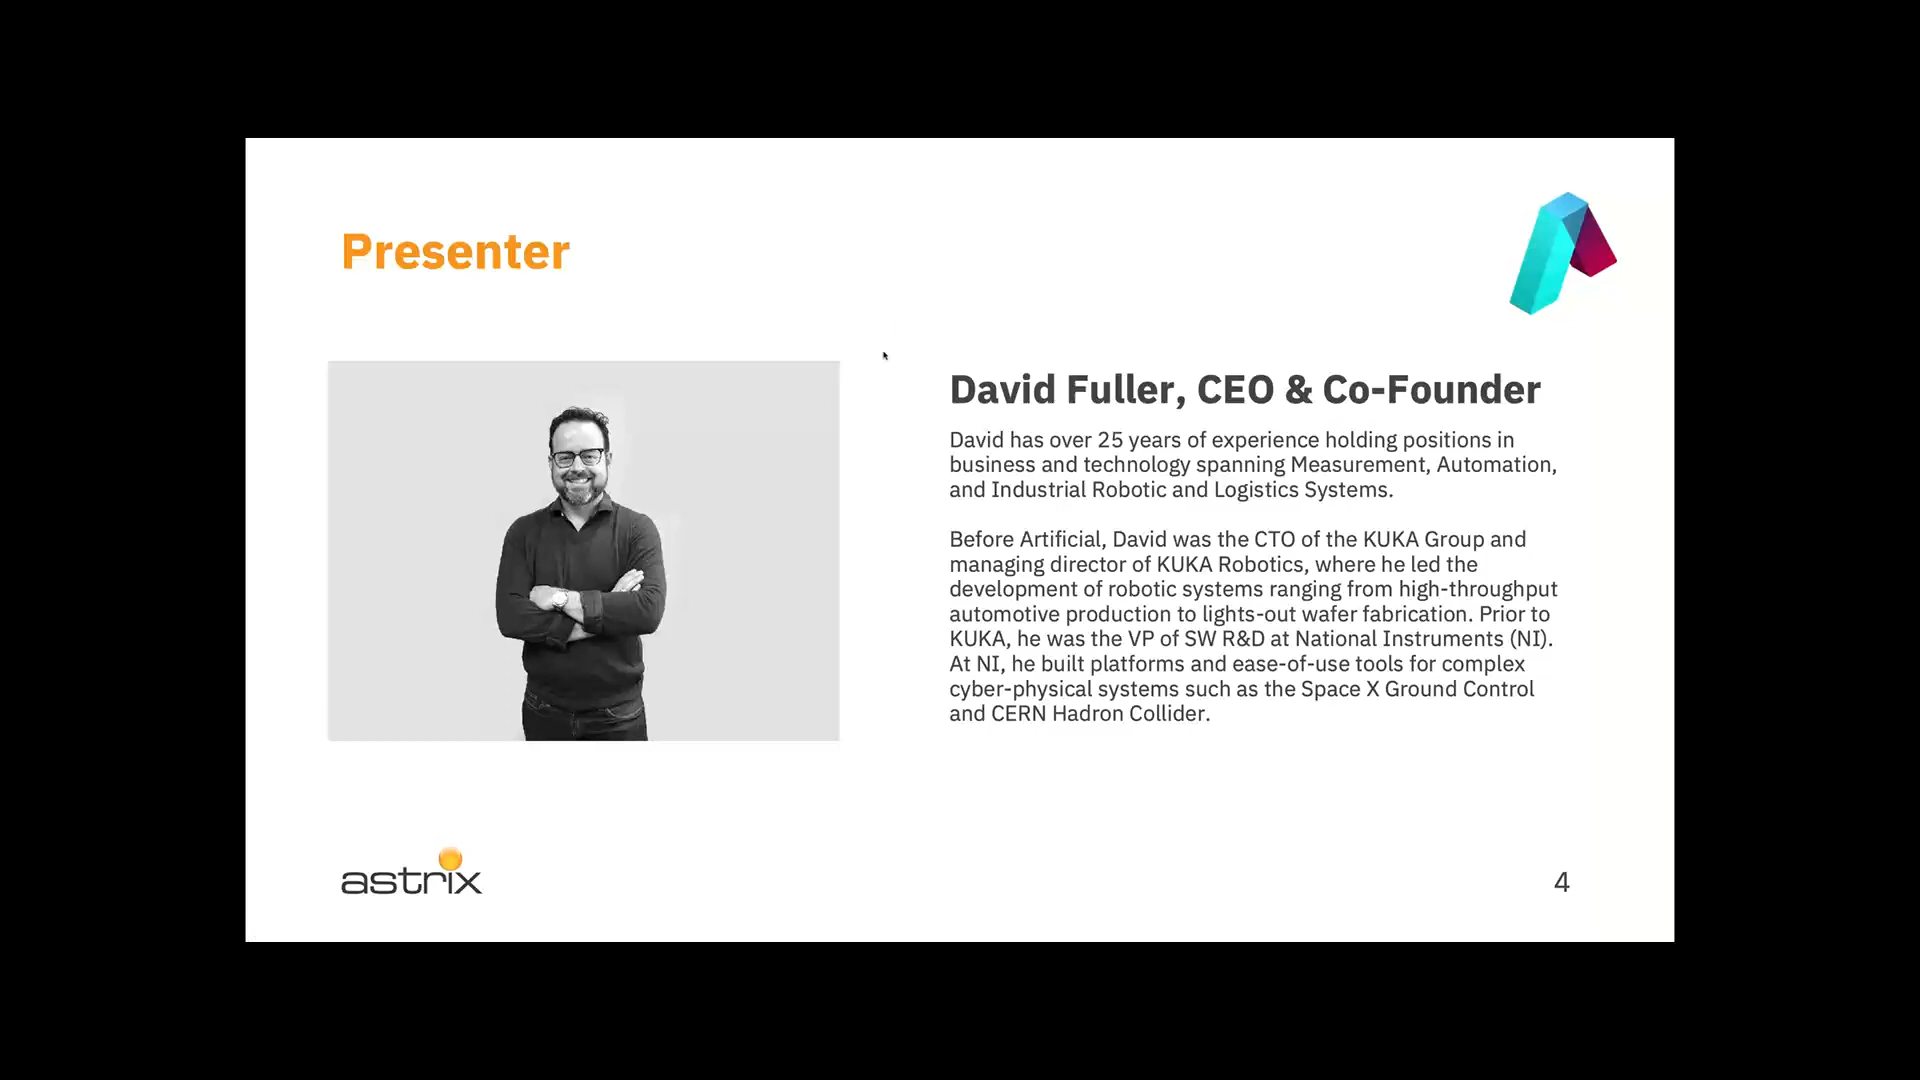 Presenter
David Fuller, CEO & Co-Founder
David has over 25 years of experience holding positions in
business and technology spanning Measurement, Automation,
and Industrial Robotic and Logistics Systems.
Before Artificial, David was the CTO of the KUKA Group and
managing director of KUKA Robotics, where he led the
development of robotic systems ranging from high-throughput
automotive production to lights-out wafer fabrication. Prior to
KUKA, he was the VP of SW R&D at National Instruments (NI).
At NI, he built platforms and ease-of-use tools for complex
cyber-physical systems such as the Space X Ground Control
and CERN Hadron Collider.
astrix
4